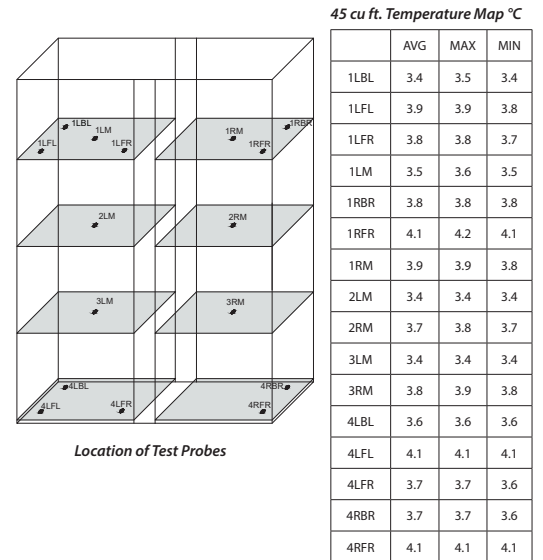 45 cu ft. Temperature Map °C
1LBL
1LM
1LFL
1LFR
1RM
1RBR
1RFR
2LM
2RM
3LM
3RM
4LBL
4LFL
4LFR
4RBR
4RFR
Location of Test Probes
AVG MAX MIN
1LBL 3.4 3.5 3.4
1LFL 3.9 3.9 3.8
1LFR 3.8 3.8 3.7
1LM 3.5 3.6 3.5
1RBR 3.8 3.8 3.8
1RFR 4.1 4.2 4.1
1RM 3.9 3.9 3.8
2LM 3.4 3.4 3.4
2RM 3.7 3.8 3.7
3LM 3.4 3.4 3.4
3RM 3.8 3.9 3.8
4LBL 3.6 3.6 3.6
4LFL 4.1 4.1 4.1
4LFR 3.7 3.7 3.6
4RBR 3.7 3.7 3.6
4RFR 4.1 4.1 4.1